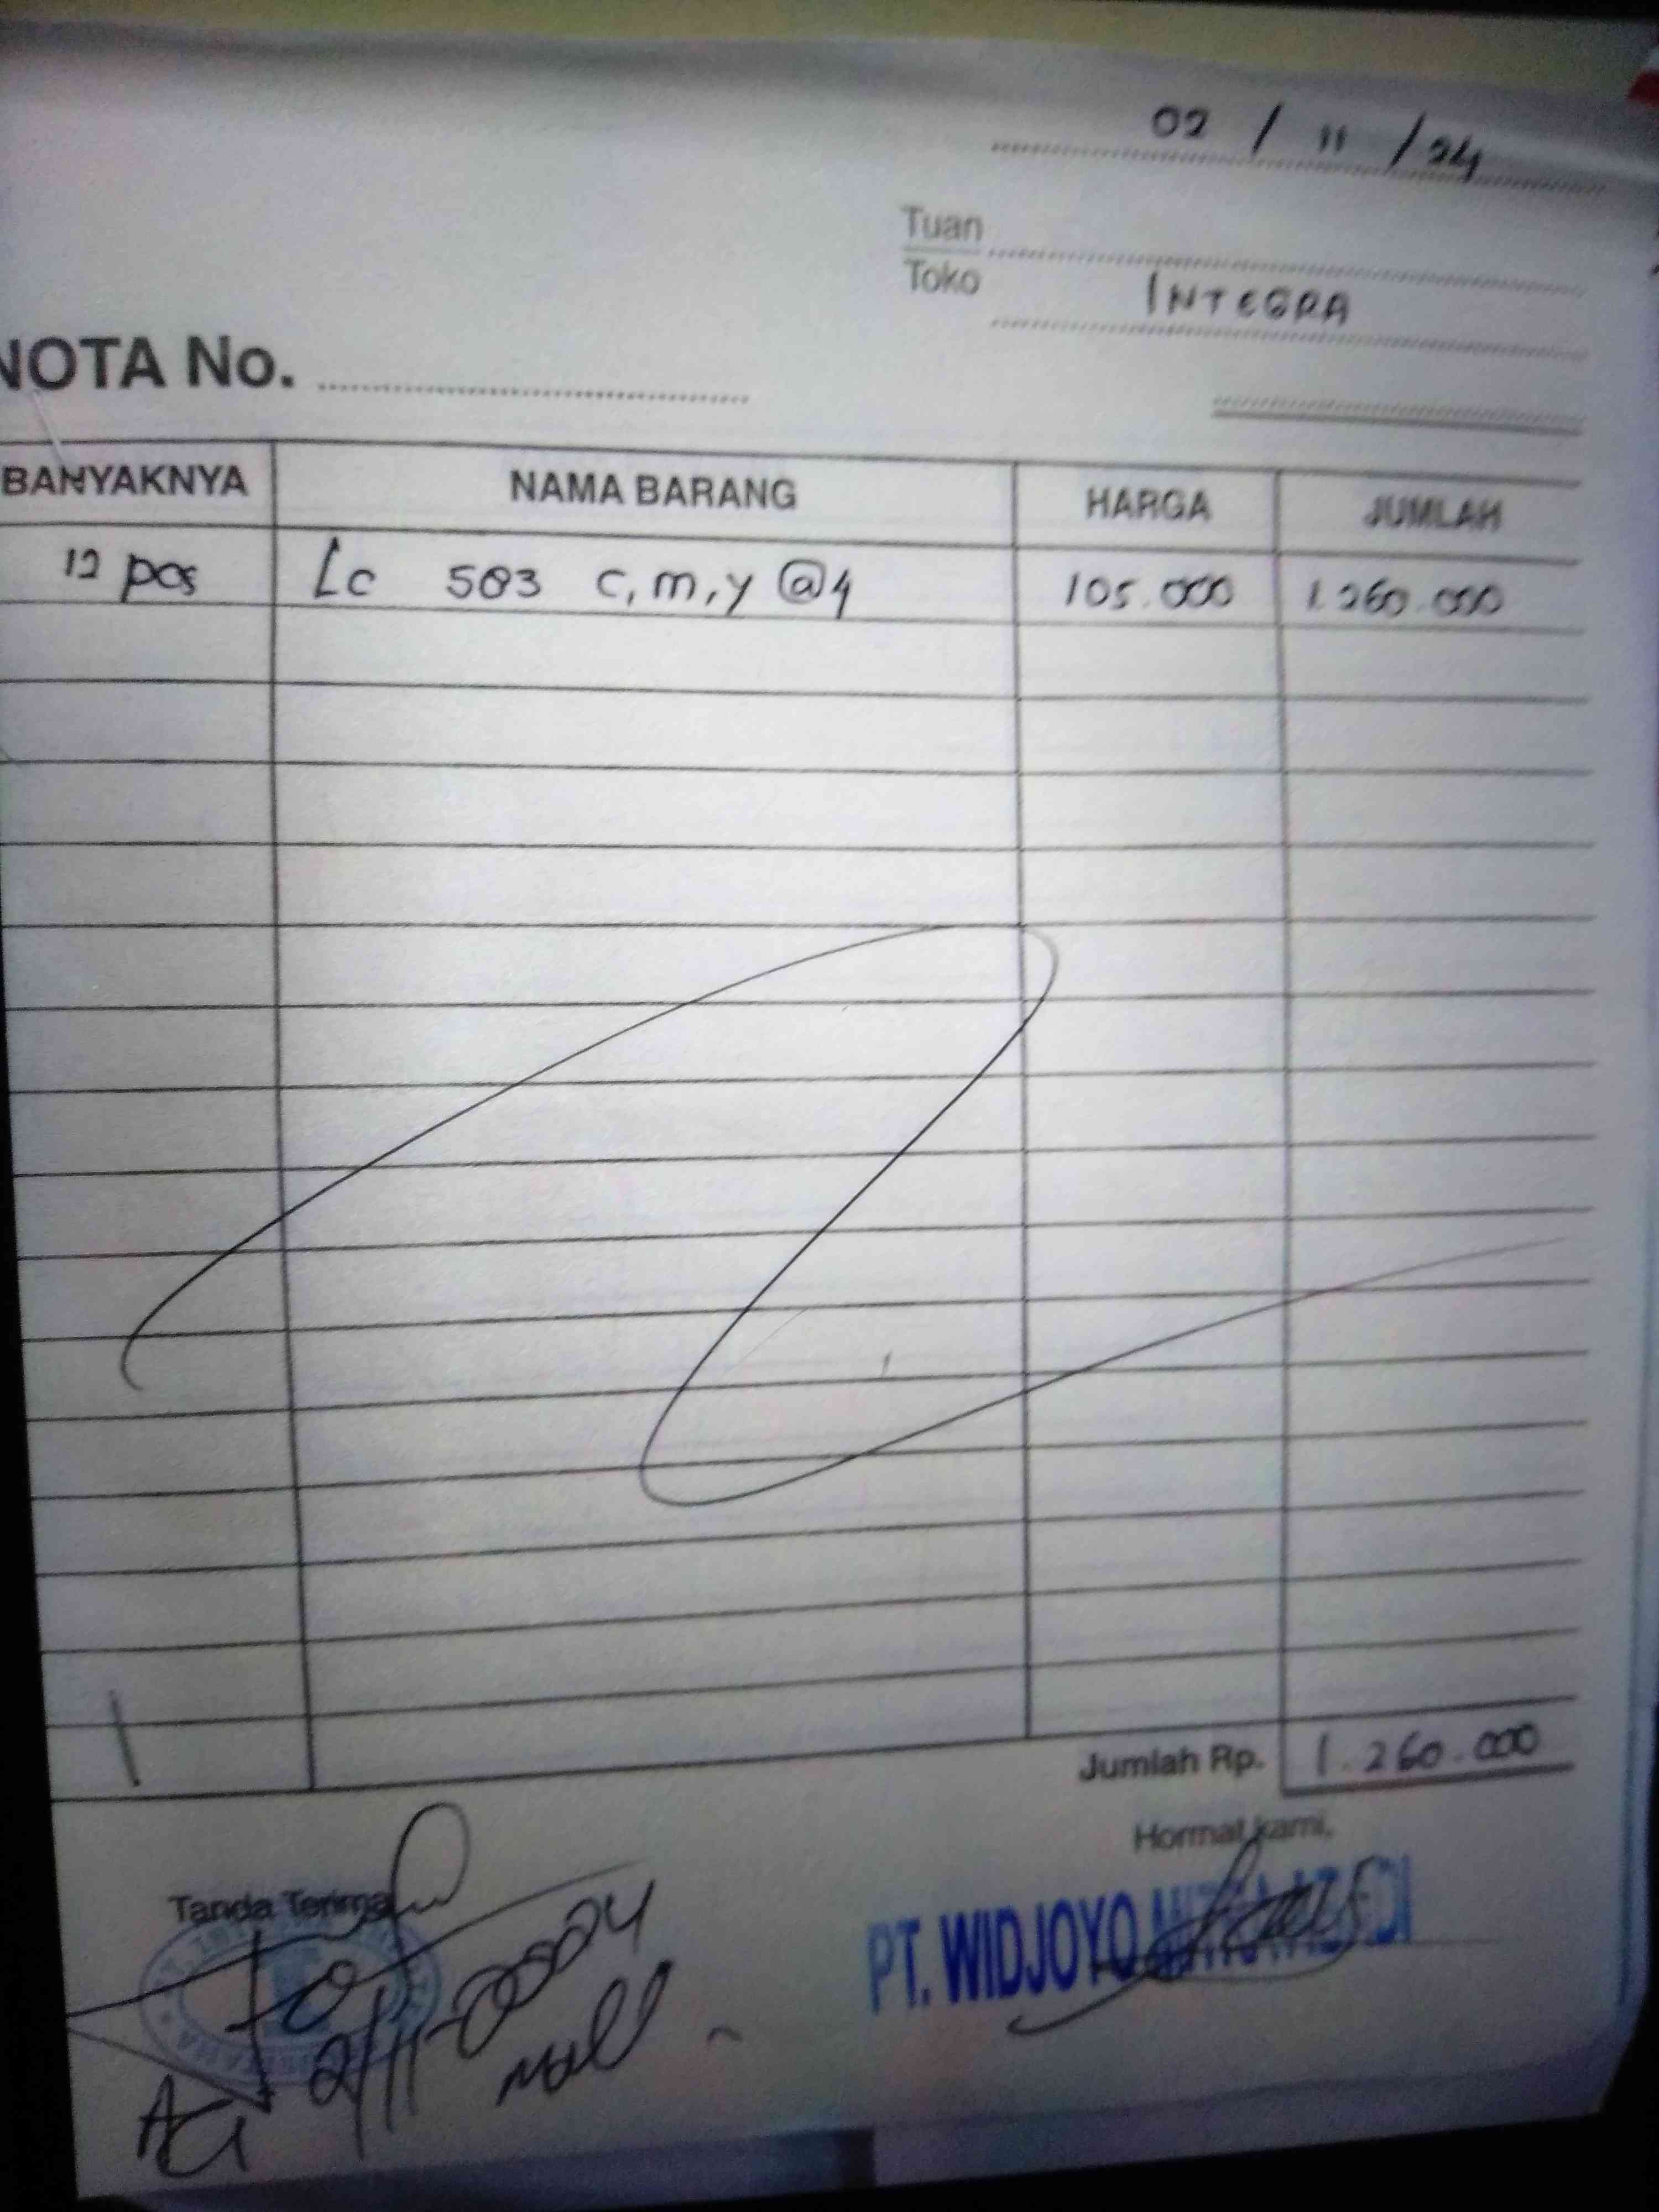 02 / 11 / 24
Tuan
Toko INTEGRA
NOTA No.
BANYAKNYA NAMA BARANG HARGA JUMLAH
12 pcs Lc 583 c, m, y @4 105.000 1.260.000
Jumlah Rp. 1.260.000
Hormat kami,
Tanda Terima
PT. WIDJOYO
2/11-2024